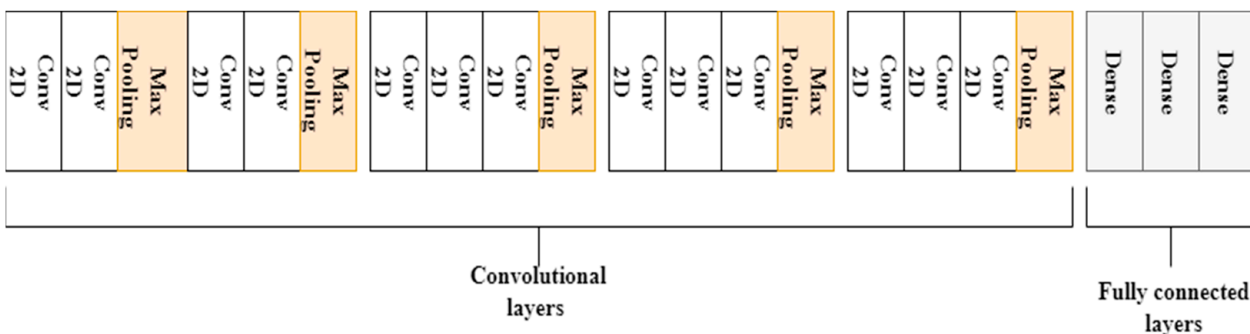 Conv
2D
Conv
2D
Max
Pooling
Conv
2D
Conv
2D
Max
Pooling
Conv
2D
Conv
2D
Conv
2D
Max
Pooling
Conv
2D
Conv
2D
Conv
2D
Max
Pooling
Conv
2D
Conv
2D
Conv
2D
Max
Pooling
Dense
Dense
Dense
Convolutional
layers
Fully connected
layers